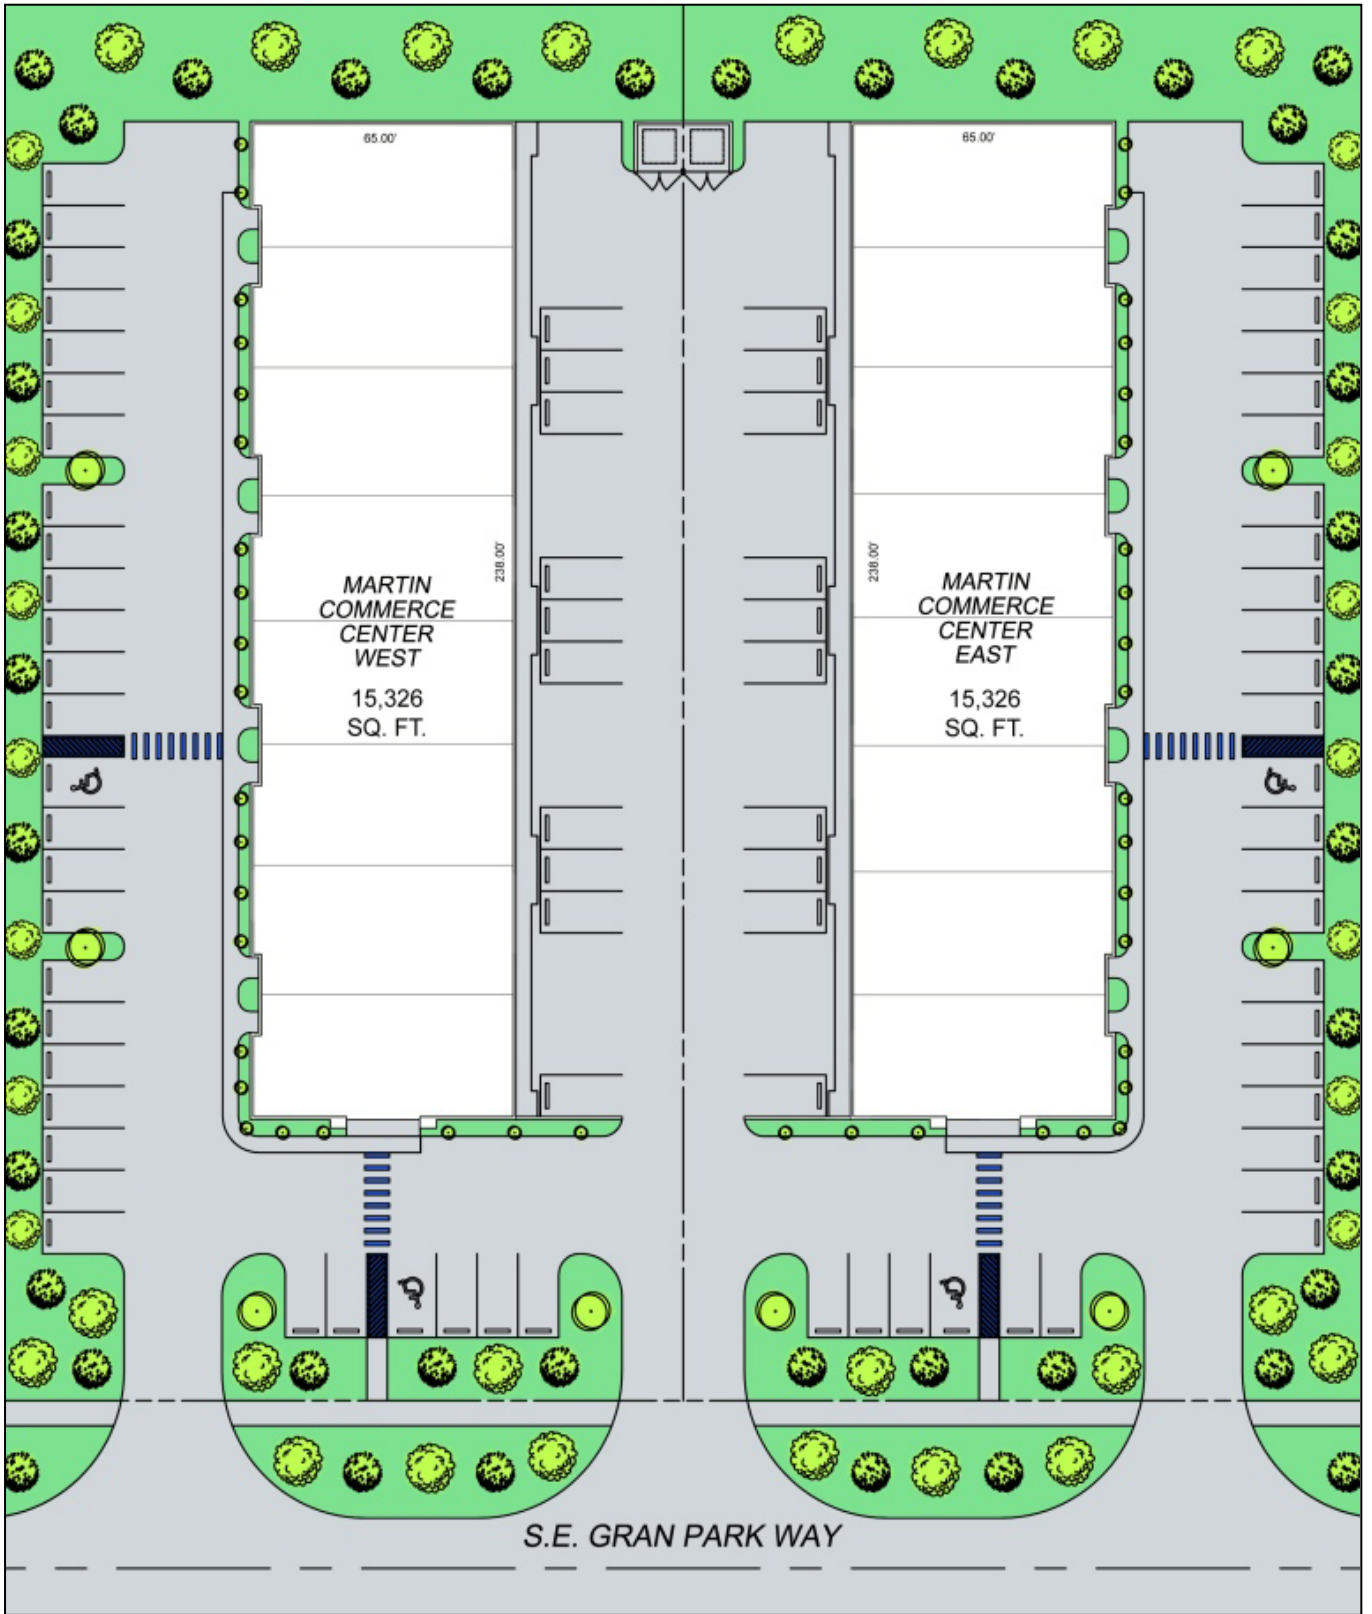 65.00'
65.00'
238.00'
238.00'
MARTIN
COMMERCE
CENTER
WEST
15,326
SQ. FT.
MARTIN
COMMERCE
CENTER
EAST
15,326
SQ. FT.
S.E. GRAN PARK WAY